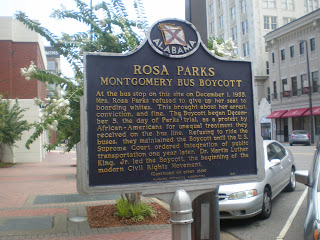 ALABAMA
ROSA PARKS
MONTGOMERY BUS BOYCOTT
At the bus stop on this site on December 1, 1955,
Mrs. Rosa Parks refused to give up her seat to
boarding whites. This brought about her arrest,
conviction, and fine. The Boycott began Decem-
ber 5, the day of Parks' trial, as a protest by
African-Americans for unequal treatment they
received on the bus line. Refusing to ride the
buses, they maintained the Boycott until the U.S.
Supreme Court ordered integration of public
transportation one year later. Dr. Martin Luther
King, Jr. led the Boycott, the beginning of the
modern Civil Rights Movement.